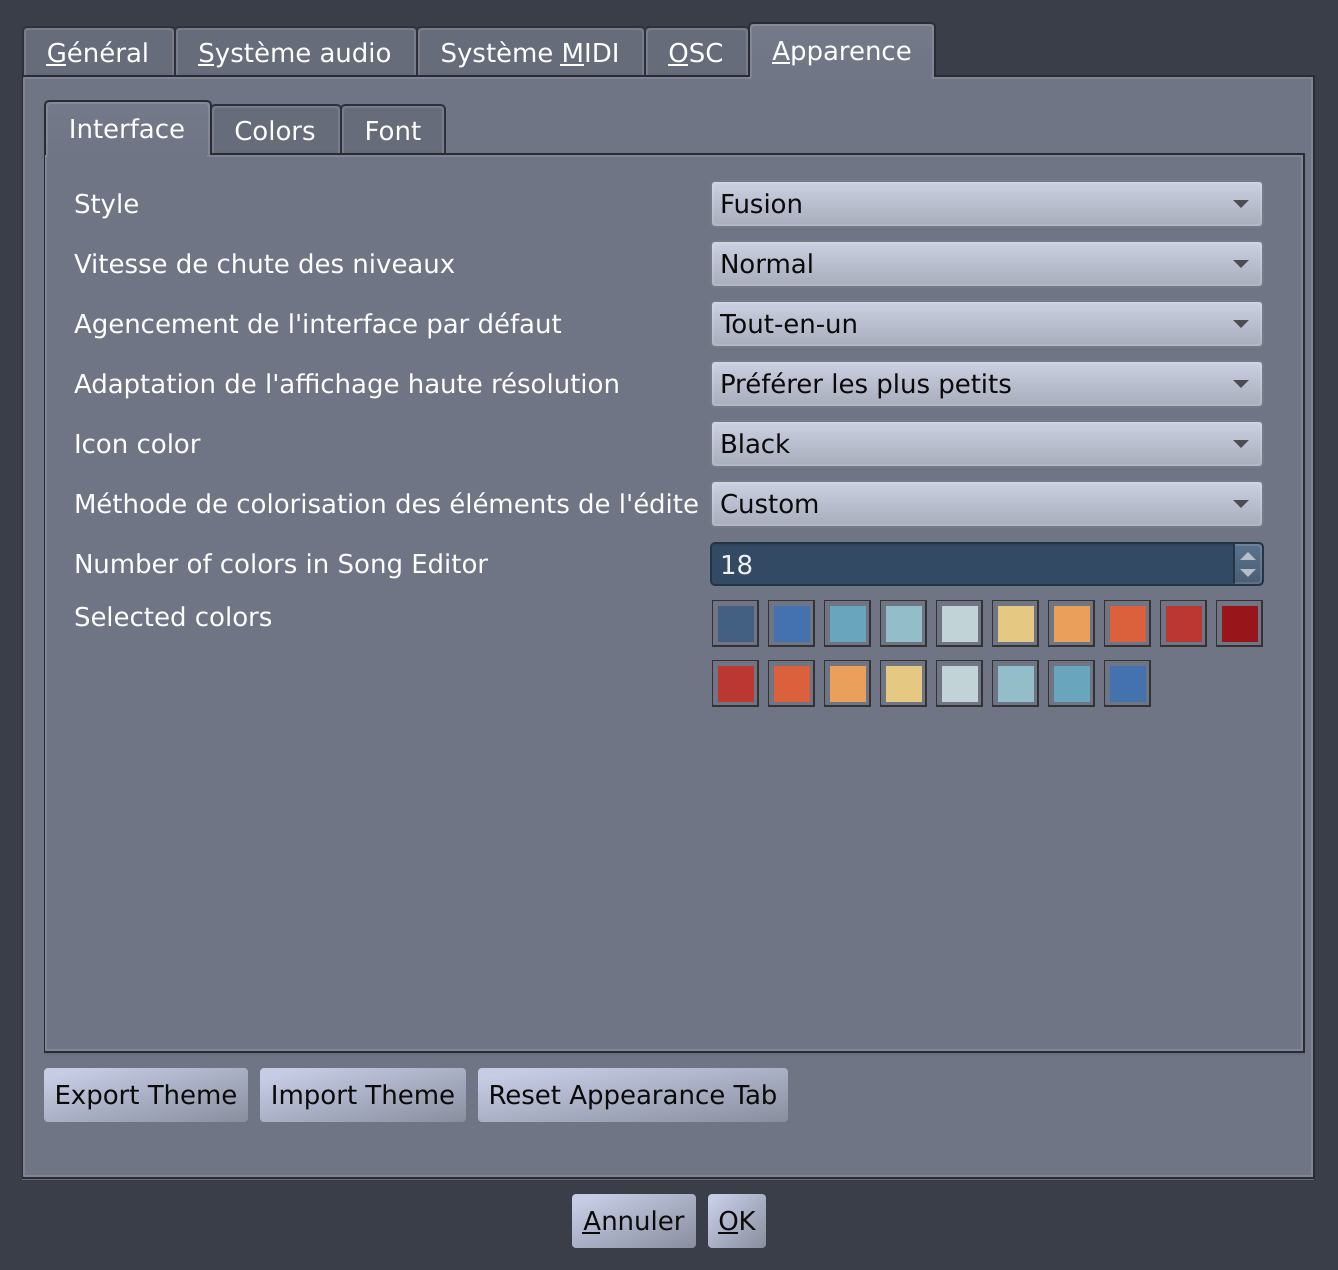 Général Système audio Système MIDI OSC Apparence
Interface Colors Font
Style Fusion
Vitesse de chute des niveaux Normal
Agencement de l'interface par défaut Tout-en-un
Adaptation de l'affichage haute résolution Préférer les plus petits
Icon color Black
Méthode de colorisation des éléments de l'édite Custom
Number of colors in Song Editor 18
Selected colors
Export Theme Import Theme Reset Appearance Tab
Annuler OK